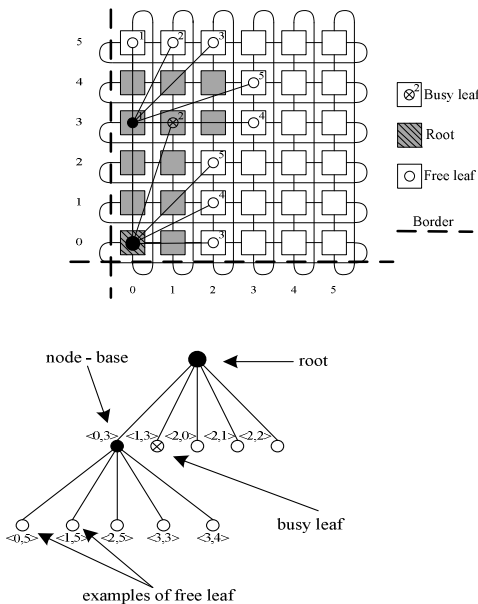 5 1 2 3
4 5
2 Busy leaf
3 1 2 4
Root
2 5 Free leaf
1 4
Border
0 3
0 1 2 3 4 5
node - base
root
<0,3> <1,3> <2,0> <2,1> <2,2>
busy leaf
<0,5> <1,5> <2,5> <3,3> <3,4>
examples of free leaf